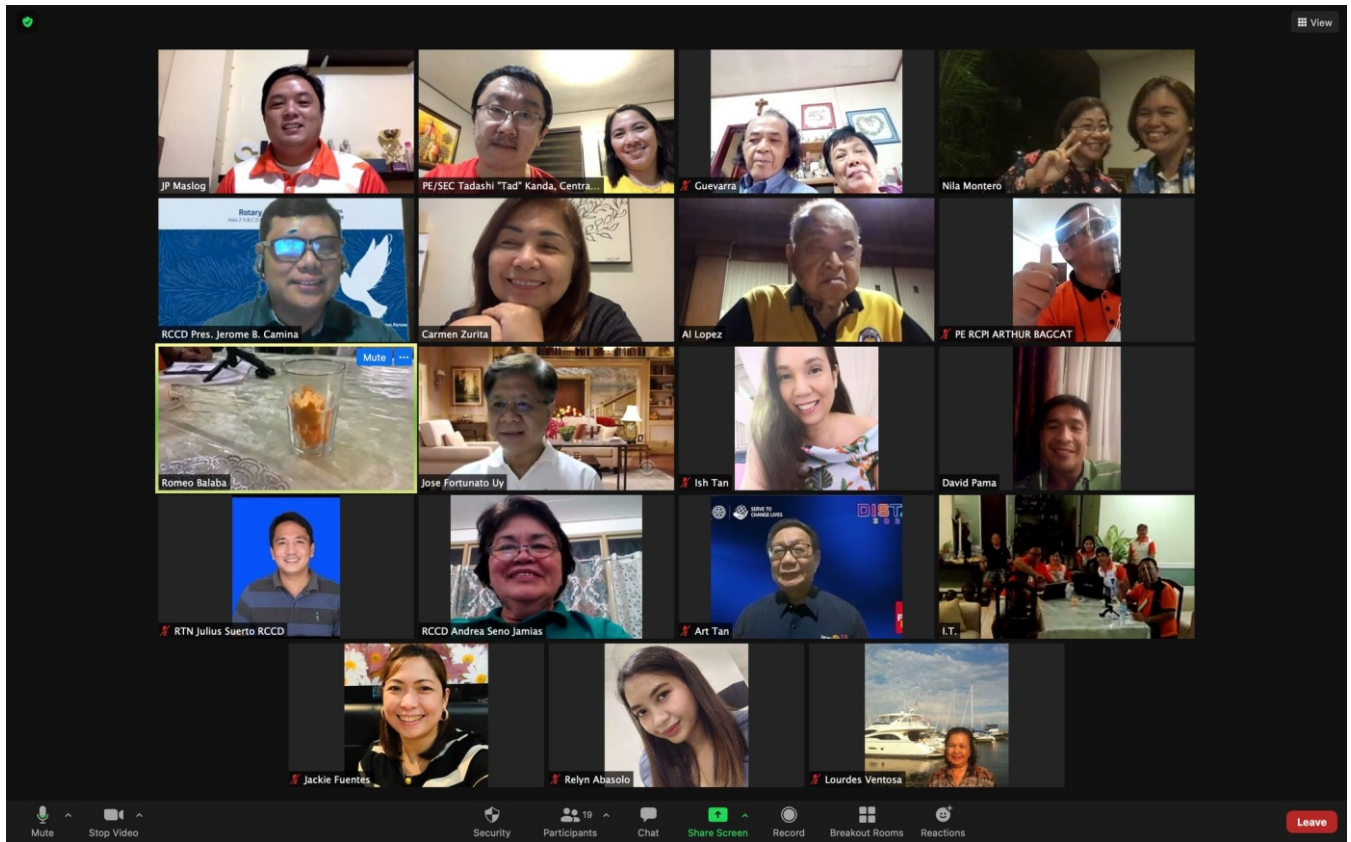 View
JP Maslog
PE/SEC Tadashi "Tad" Kanda, Centra...
Guevarra
Nila Montero
Rotary
RCCD Pres. Jerome B. Camina
Carmen Zurita
Al Lopez
PE RCPI ARTHUR BAGCAT
Mute ...
Romeo Balaba
Jose Fortunato Uy
Ish Tan
David Pama
RTN Julius Suerto RCCD
RCCD Andrea Seno Jamias
SERVE TO
CHANGE LIVES
DIST
Art Tan
I.T.
Jackie Fuentes
Relyn Abasolo
Lourdes Ventosa
Mute
Stop Video
Security
Participants
19
Chat
Share Screen
Record
Breakout Rooms
Reactions
Leave